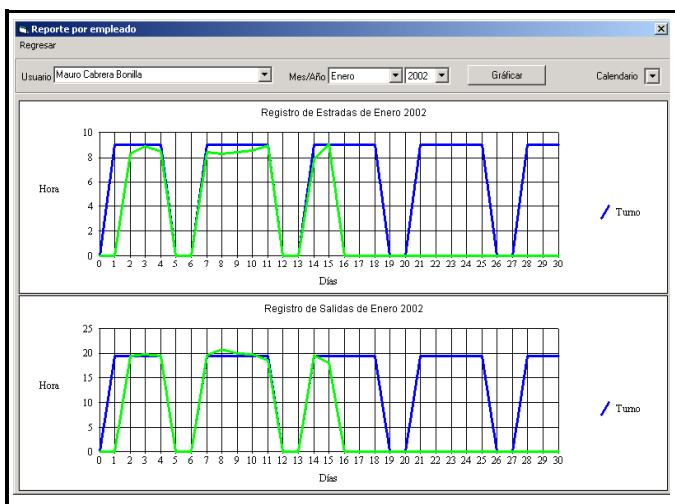 Reporte por empleado
Regresar
Usuario Mauro Cabrera Bonilla Mes/Año Enero 2002 Gráficar Calendario
Registro de Estradas de Enero 2002
10
8
6
4
2
0
Hora
0 1 2 3 4 5 6 7 8 9 10 11 12 13 14 15 16 17 18 19 20 21 22 23 24 25 26 27 28 29 30
Días
Turno
Registro de Salidas de Enero 2002
25
20
15
10
5
0
Hora
0 1 2 3 4 5 6 7 8 9 10 11 12 13 14 15 16 17 18 19 20 21 22 23 24 25 26 27 28 29 30
Días
Turno